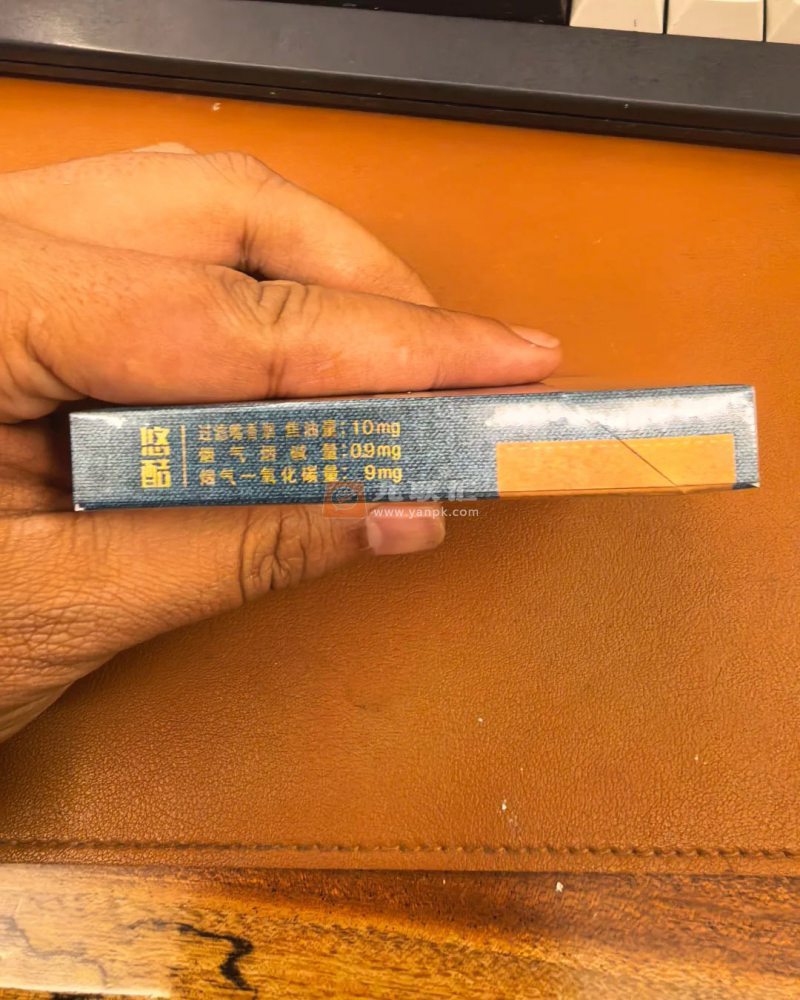 悠酷
过滤嘴香烟 焦油量:10mg
烟气烟碱量:0.9mg
烟气一氧化碳量:9mg
www.yanpk.com